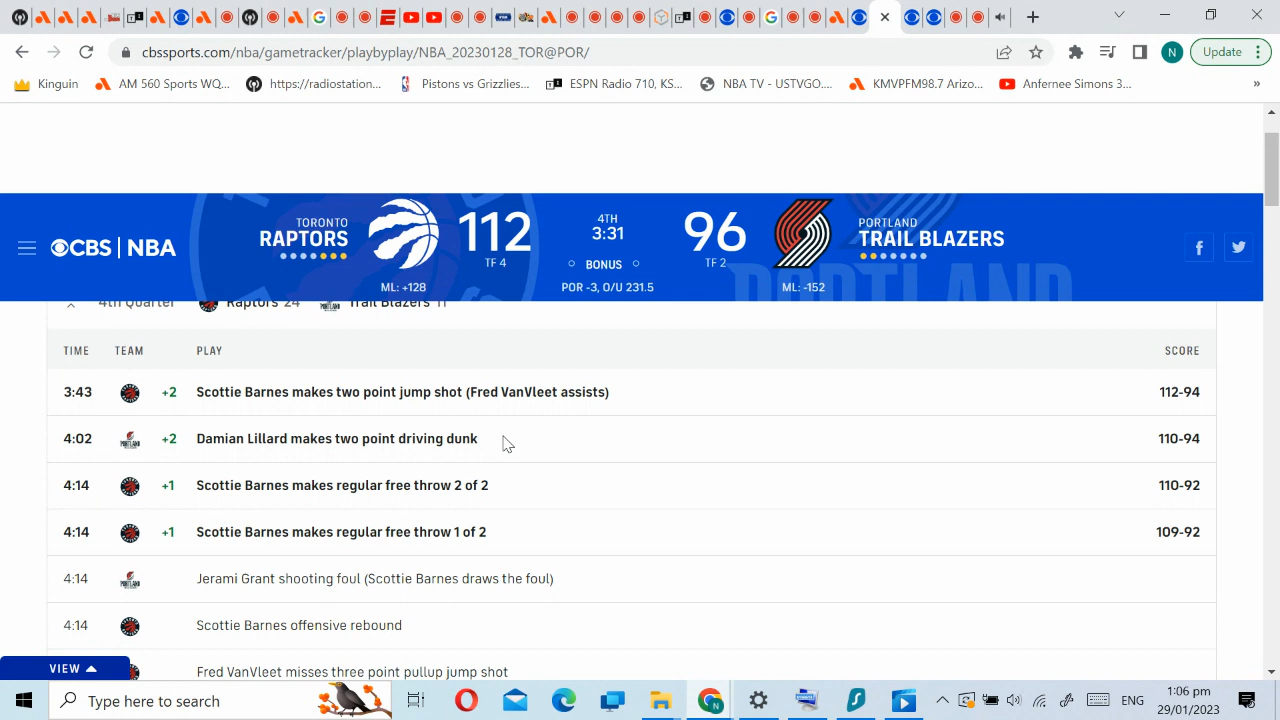 cbssports.com/nba/gametracker/playbyplay/NBA_20230128_TOR@POR/
N
Update
Kinguin
AM 560 Sports WQ...
https://radiostation...
Pistons vs Grizzlies...
ESPN Radio 710, KS...
NBA TV - USTVGO....
KMVPFM98.7 Arizo...
Anfernee Simons 3...
»
CBS | NBA
TORONTO
RAPTORS
112
TF 4
ML: +128
4TH
3:31
BONUS
POR -3, O/U 231.5
96
TF 2
PORTLAND
TRAIL BLAZERS
ML: -152
PORTLAND
4th Quarter Raptors 24 Trail Blazers 11
TIME TEAM PLAY SCORE
3:43 +2 Scottie Barnes makes two point jump shot (Fred VanVleet assists) 112-94
4:02 +2 Damian Lillard makes two point driving dunk 110-94
4:14 +1 Scottie Barnes makes regular free throw 2 of 2 110-92
4:14 +1 Scottie Barnes makes regular free throw 1 of 2 109-92
4:14 Jerami Grant shooting foul (Scottie Barnes draws the foul)
4:14 Scottie Barnes offensive rebound
Fred VanVleet misses three point pullup jump shot
VIEW
Type here to search
ENG
1:06 pm
29/01/2023